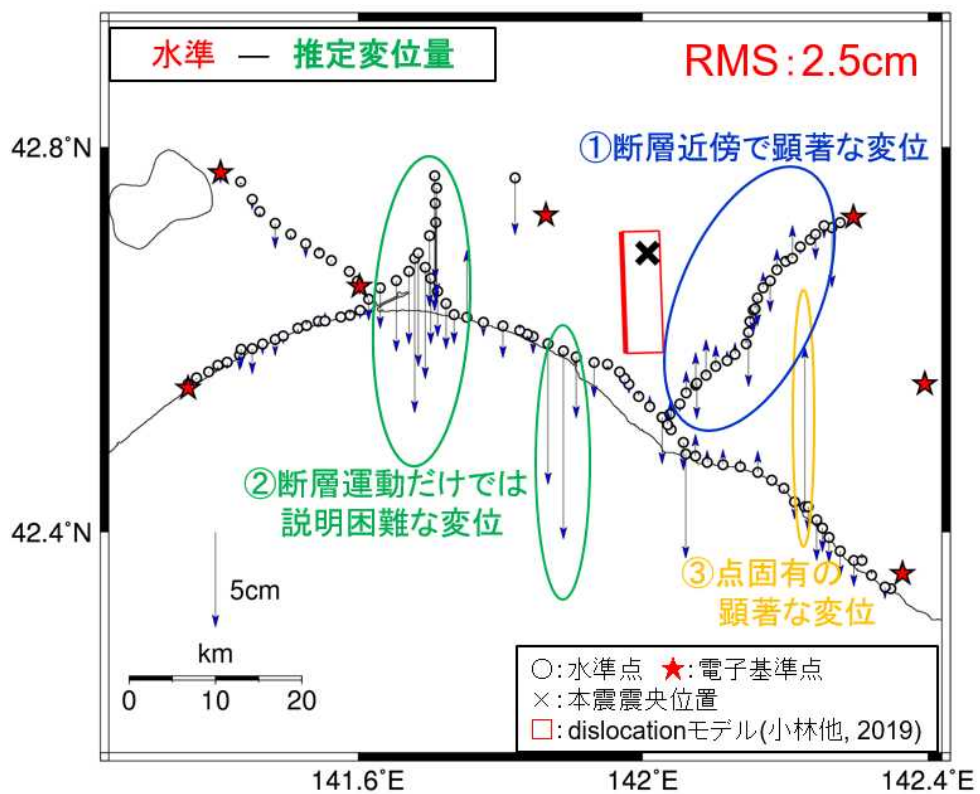 水準 ― 推定変位量
RMS:2.5cm
42.8°N
①断層近傍で顕著な変位
②断層運動だけでは
説明困難な変位
42.4°N
③点固有の
顕著な変位
5cm
km
0 10 20
○:水準点 ★:電子基準点
×:本震震央位置
□:dislocationモデル(小林他, 2019)
141.6°E 142°E 142.4°E